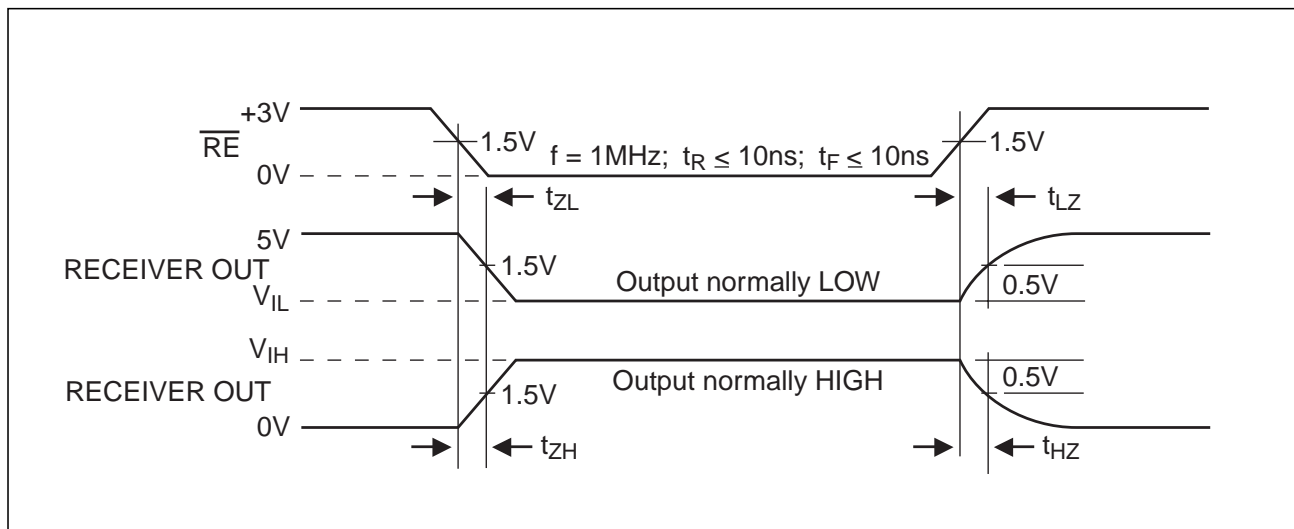 +3V
RE
0V
1.5V
f = 1MHz; tR ≤ 10ns; tF ≤ 10ns
1.5V
tZL
tLZ
5V
RECEIVER OUT
VIL
1.5V
Output normally LOW
0.5V
VIH
RECEIVER OUT
0V
1.5V
Output normally HIGH
0.5V
tZH
tHZ